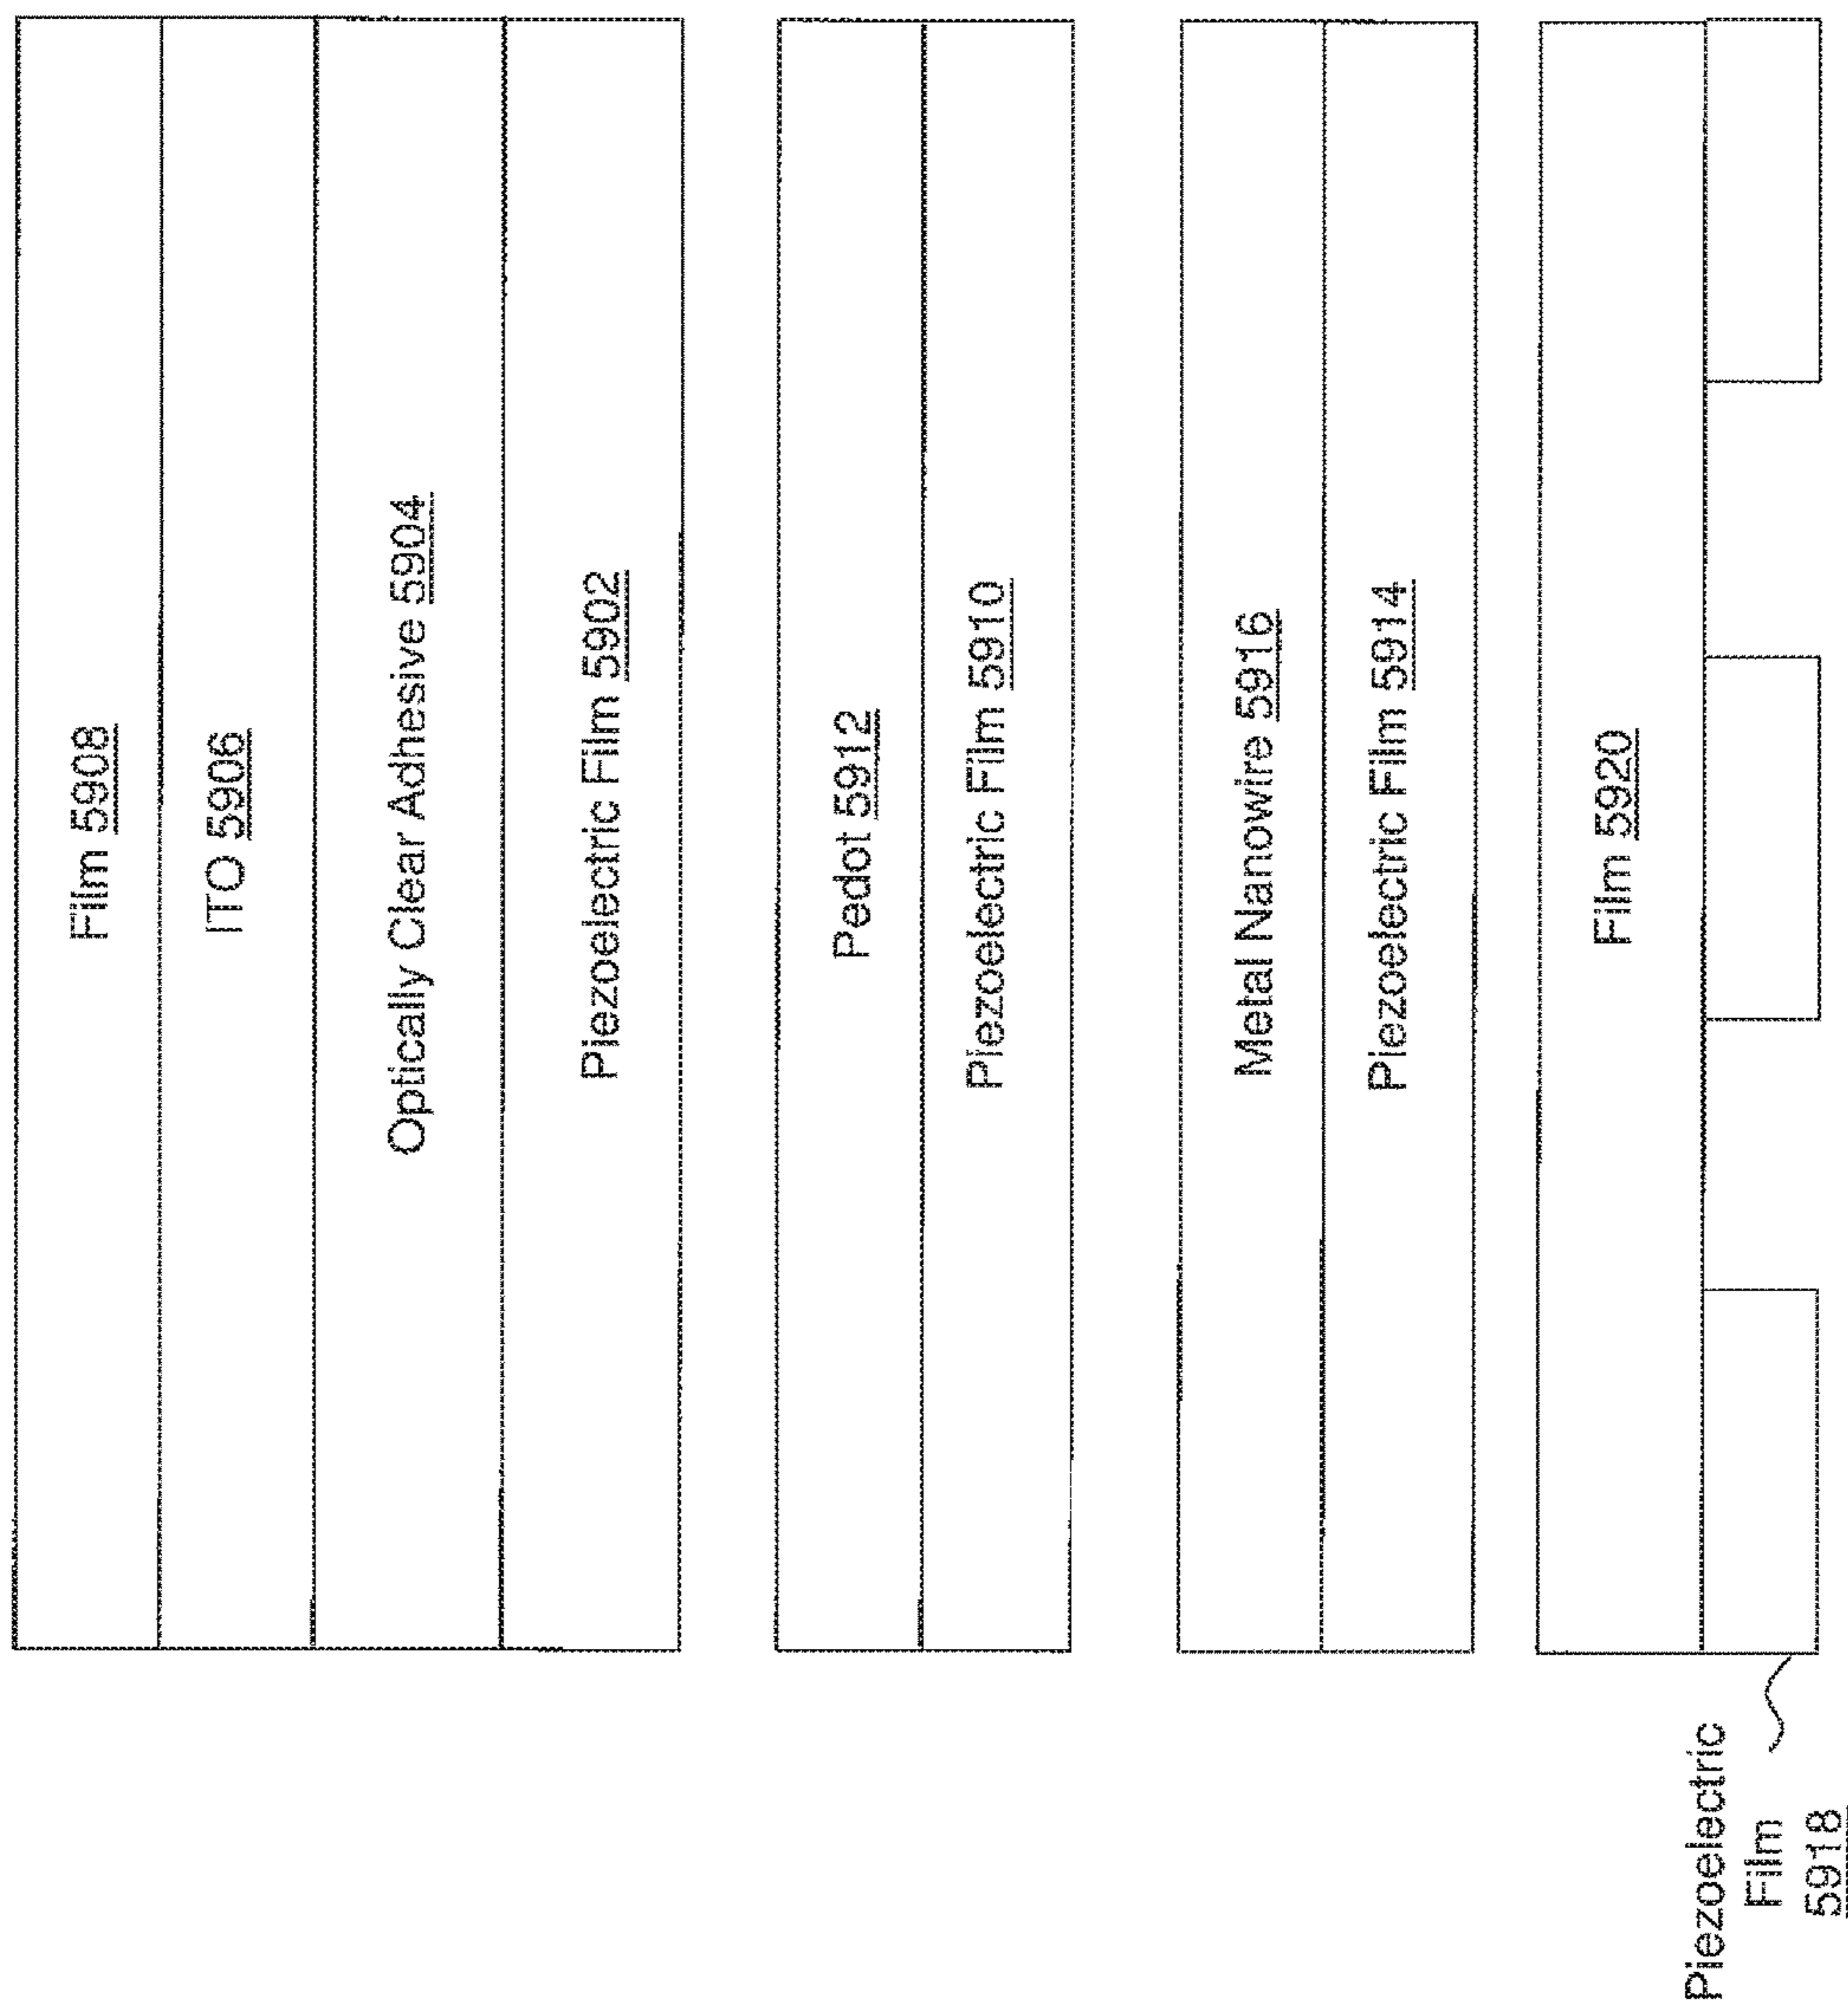 Film 5908
ITO 5906
Optically Clear Adhesive 5904
Piezoelectric Film 5902
Pedot 5912
Piezoelectric Film 5910
Metal Nanowire 5916
Piezoelectric Film 5914
Film 5920
Piezoelectric
Film
5918